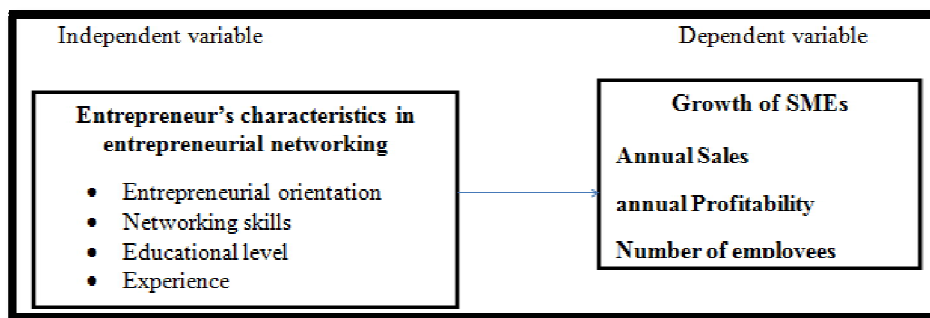 Independent variable
Dependent variable
Entrepreneur's characteristics in
entrepreneurial networking
• Entrepreneurial orientation
• Networking skills
• Educational level
• Experience
Growth of SMEs
Annual Sales
annual Profitability
Number of employees